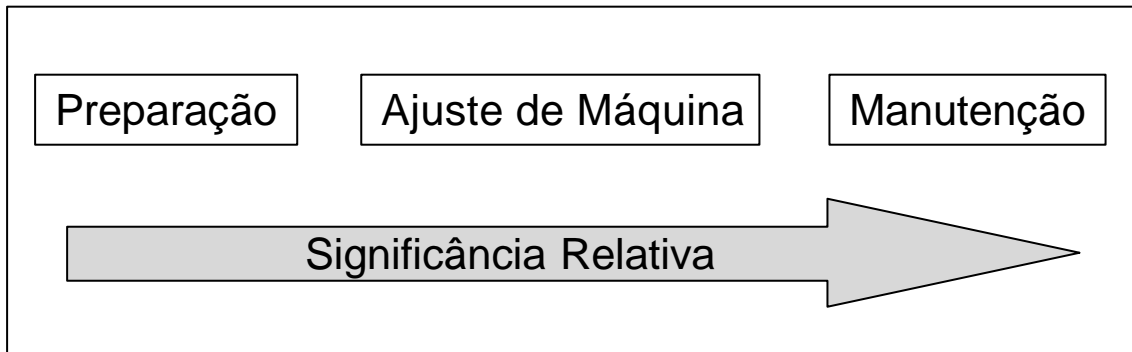 Preparação
Ajuste de Máquina
Manutenção
Significância Relativa